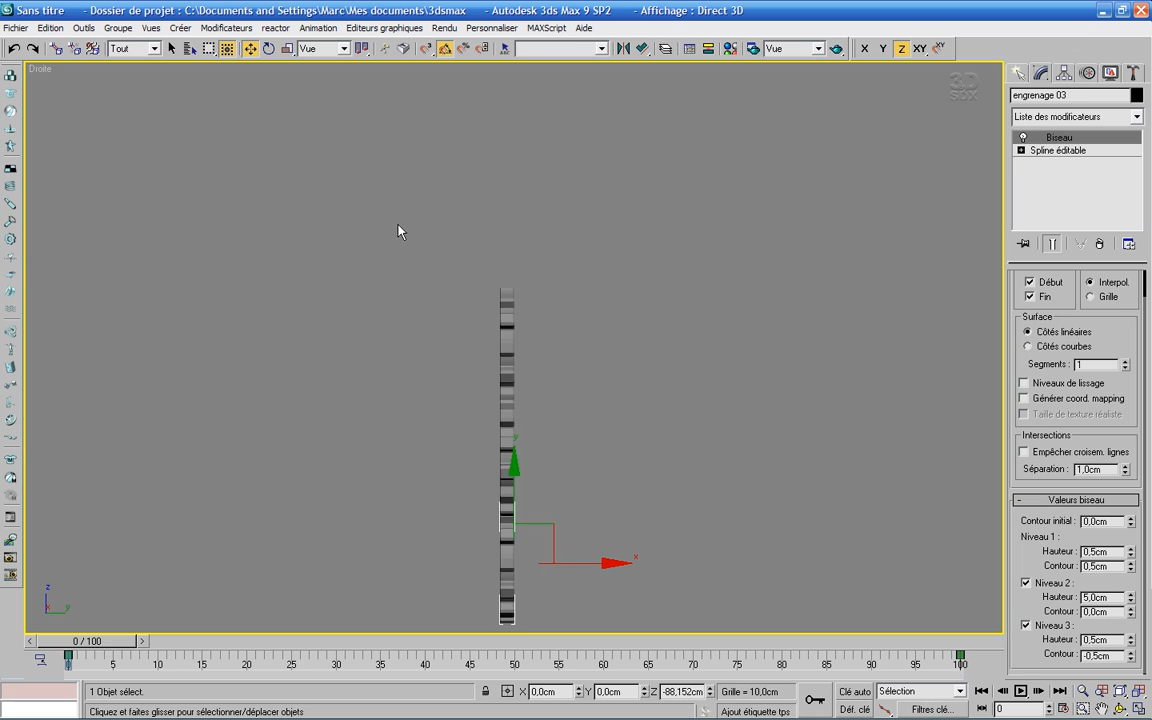 Sans titre - Dossier de projet : C:\Documents and Settings\Marc\Mes documents\3dsmax - Autodesk 3ds Max 9 SP2 - Affichage : Direct 3D
Fichier Edition Outils Groupe Vues Créer Modificateurs reactor Animation Editeurs graphiques Rendu Personnaliser MAXScript Aide
Tout Vue Vue X Y Z XY
Droite
engrenage 03
Liste des modificateurs
Biseau
Spline éditable
Début Interpol.
Fin Grille
Surface
Côtés linéaires
Côtés courbes
Segments : 1
Niveaux de lissage
Générer coord. mapping
Taille de texture réaliste
Intersections
Empêcher croisem. lignes
Séparation : 1,0cm
- Valeurs biseau
Contour initial : 0,0cm
Niveau 1 :
Hauteur : 0,5cm
Contour : 0,5cm
Niveau 2 :
Hauteur : 5,0cm
Contour : 0,0cm
Niveau 3 :
Hauteur : 0,5cm
Contour : -0,5cm
y
x
z
x y
< 0 / 100 >
0 5 10 15 20 25 30 35 40 45 50 55 60 65 70 75 80 85 90 95 100
1 Objet sélect. X 0,0cm Y 0,0cm Z -88,152cm Grille = 10,0cm Clé auto Sélection
Cliquez et faites glisser pour sélectionner/déplacer objets Ajout étiquette tps Déf. clé Filtres clé... 0